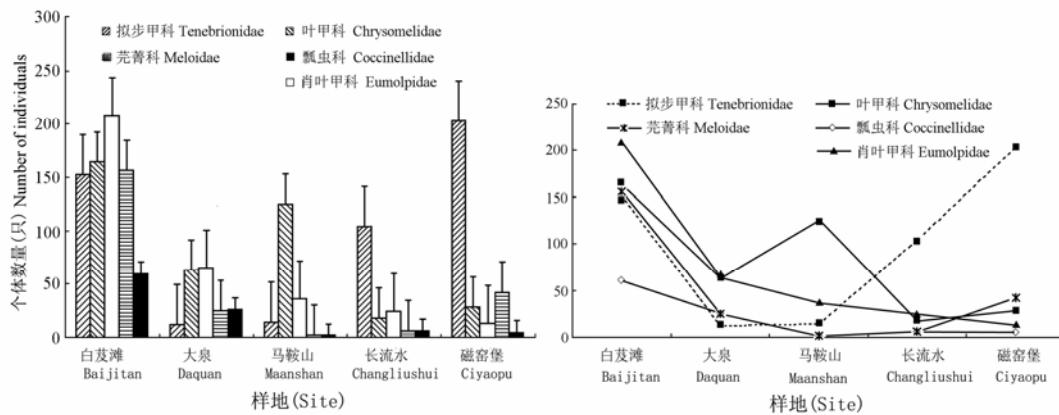 300
250
200
150
100
50
0
个体数量(只) Number of individuals
拟步甲科 Tenebrionidae
叶甲科 Chrysomelidae
芫菁科 Meloidae
瓢虫科 Coccinellidae
肖叶甲科 Eumolpidae
白芨滩 大泉 马鞍山 长流水 磁窑堡
Baijitan Daquan Maanshan Changliushui Ciyaopu
样地(Site)
250
200
150
100
50
0
拟步甲科 Tenebrionidae
叶甲科 Chrysomelidae
芫菁科 Meloidae
瓢虫科 Coccinellidae
肖叶甲科 Eumolpidae
白芨滩 大泉 马鞍山 长流水 磁窑堡
Baijitan Daquan Maanshan Changliushui Ciyaopu
样地(Site)